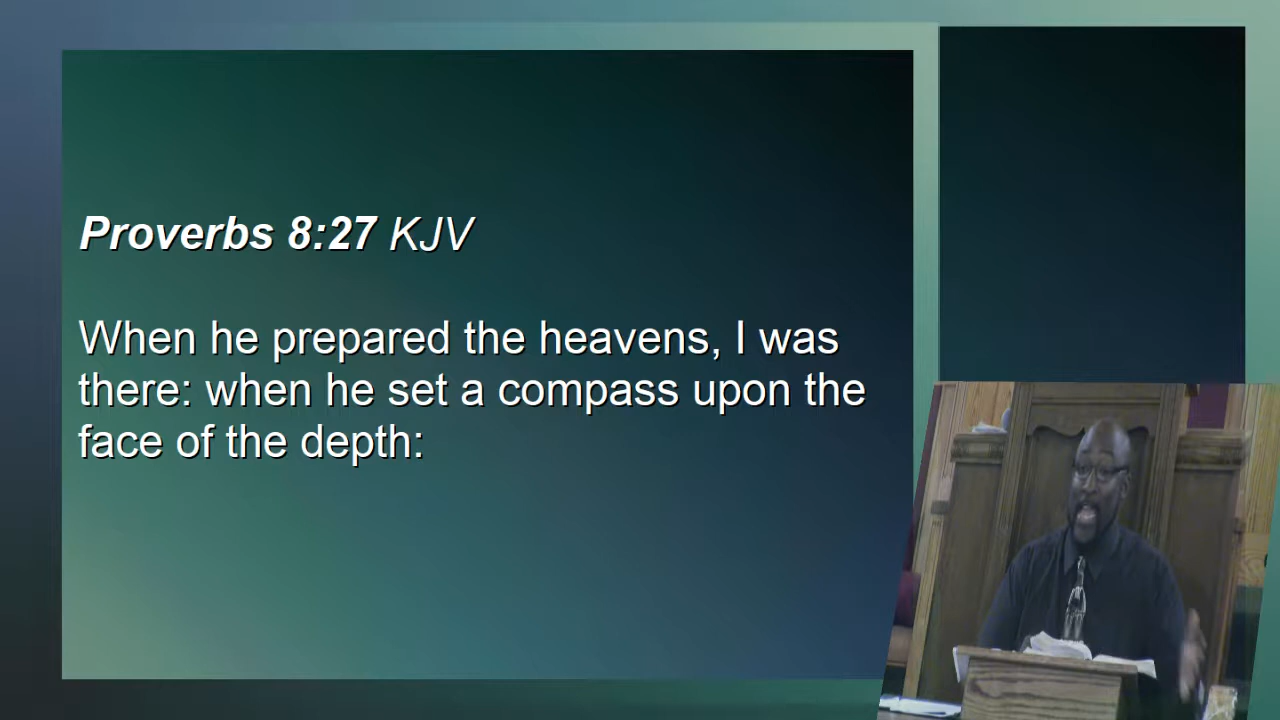 Proverbs 8:27 KJV
When he prepared the heavens, I was
there: when he set a compass upon the
face of the depth: